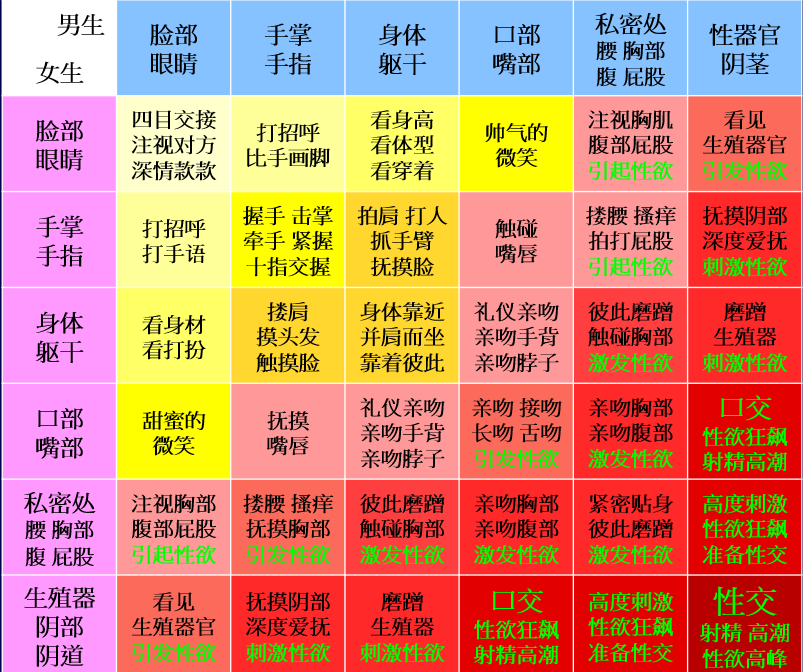 男生
女生
脸部
眼睛
手掌
手指
身体
躯干
口部
嘴部
私密处
腰 胸部
腹 屁股
性器官
阴茎
脸部
眼睛
四目交接
注视对方
深情款款
打招呼
比手画脚
看身高
看体型
看穿着
帅气的
微笑
注视胸肌
腹部屁股
引起性欲
看见
生殖器官
引发性欲
手掌
手指
打招呼
打手语
握手 击掌
牵手 紧握
十指交握
拍肩 打人
抓手臂
抚摸脸
触碰
嘴唇
搂腰 搔痒
拍打屁股
引起性欲
抚摸阴部
深度爱抚
刺激性欲
身体
躯干
看身材
看打扮
搂肩
摸头发
触摸脸
身体靠近
并肩而坐
靠着彼此
礼仪亲吻
亲吻手背
亲吻脖子
彼此磨蹭
触碰胸部
激发性欲
磨蹭
生殖器
刺激性欲
口部
嘴部
甜蜜的
微笑
抚摸
嘴唇
礼仪亲吻
亲吻手背
亲吻脖子
亲吻 接吻
长吻 舌吻
引发性欲
亲吻胸部
亲吻腹部
激发性欲
口交
性欲狂飙
射精高潮
私密处
腰 胸部
腹 屁股
注视胸部
腹部屁股
引起性欲
搂腰 搔痒
抚摸胸部
引发性欲
彼此磨蹭
触碰胸部
激发性欲
亲吻胸部
亲吻腹部
激发性欲
紧密贴身
彼此磨蹭
激发性欲
高度刺激
性欲狂飙
准备性交
生殖器
阴部
阴道
看见
生殖器官
引发性欲
抚摸阴部
深度爱抚
刺激性欲
磨蹭
生殖器
刺激性欲
口交
性欲狂飙
射精高潮
高度刺激
性欲狂飙
准备性交
性交
射精 高潮
性欲高峰